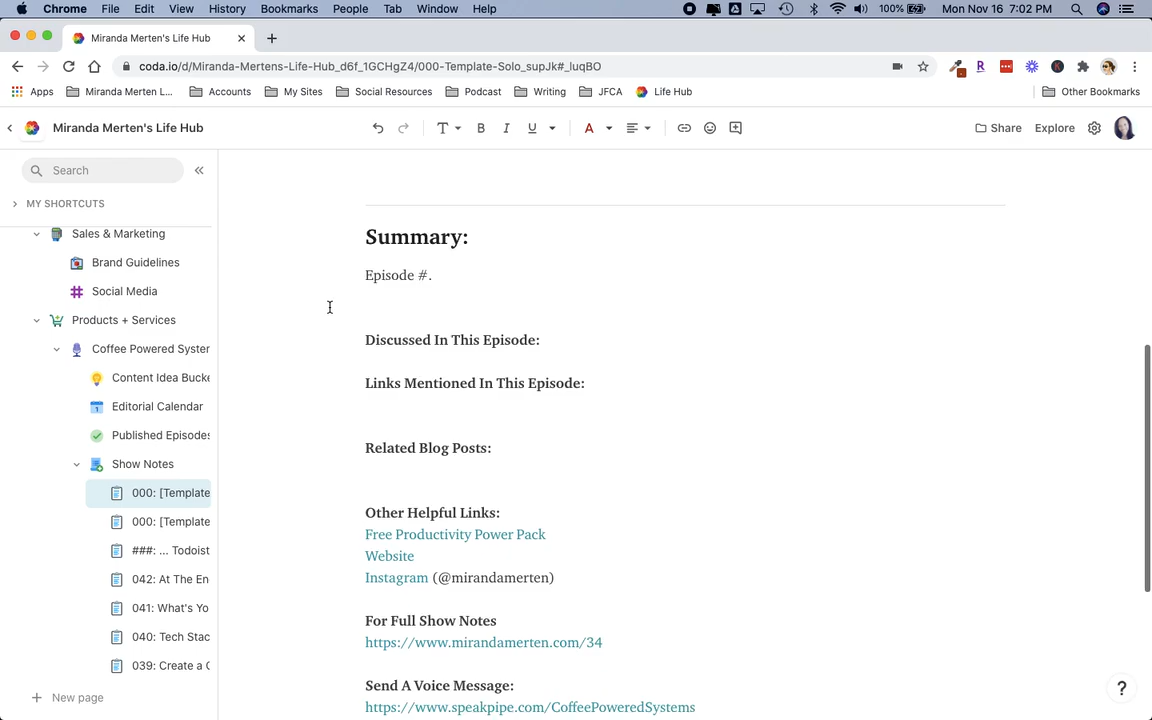 Chrome File Edit View History Bookmarks People Tab Window Help 100% Mon Nov 16 7:02 PM
Miranda Merten's Life Hub
coda.io/d/Miranda-Mertens-Life-Hub_d6f_1GCHgZ4/000-Template-Solo_supJk#_luqBO
Apps Miranda Merten L... Accounts My Sites Social Resources Podcast Writing JFCA Life Hub Other Bookmarks
Miranda Merten's Life Hub T B I U A Share Explore
Search
MY SHORTCUTS
Sales & Marketing
Brand Guidelines
Social Media
Products + Services
Coffee Powered System
Content Idea Bucke
Editorial Calendar
Published Episodes
Show Notes
000: [Template
000: [Template
###: ... Todoist
042: At The En
041: What's Yo
040: Tech Stac
039: Create a C
New page
Summary:
Episode #.
Discussed In This Episode:
Links Mentioned In This Episode:
Related Blog Posts:
Other Helpful Links:
Free Productivity Power Pack
Website
Instagram (@mirandamerten)
For Full Show Notes
https://www.mirandamerten.com/34
Send A Voice Message:
https://www.speakpipe.com/CoffeePoweredSystems
?